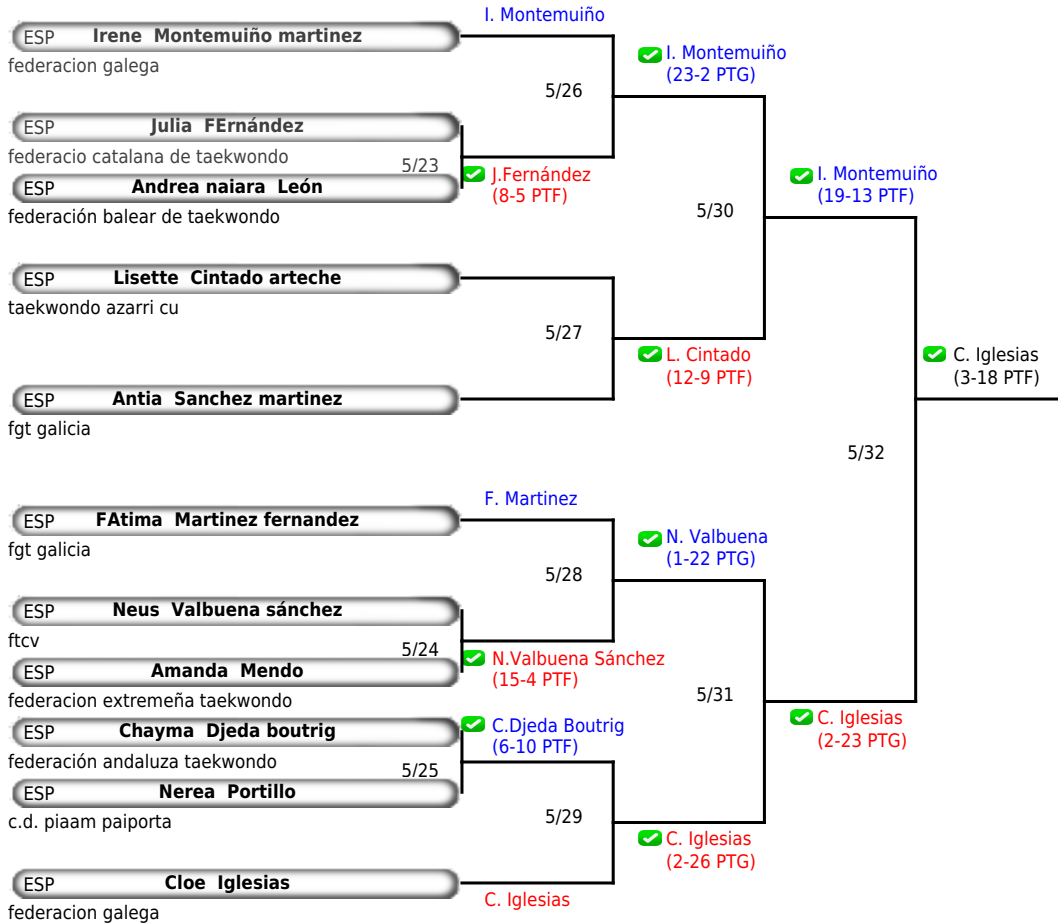 I. Montemuiño
ESP Irene Montemuiño martinez
federacion galega
I. Montemuiño
(23-2 PTG)
5/26
ESP Julia FErnández
federacio catalana de taekwondo
5/23
J.Fernández
(8-5 PTF)
ESP Andrea naiara León
federación balear de taekwondo
I. Montemuiño
(19-13 PTF)
5/30
ESP Lisette Cintado arteche
taekwondo azarri cu
5/27
L. Cintado
(12-9 PTF)
C. Iglesias
(3-18 PTF)
ESP Antia Sanchez martinez
fgt galicia
5/32
F. Martinez
ESP FAtima Martinez fernandez
fgt galicia
N. Valbuena
(1-22 PTG)
5/28
ESP Neus Valbuena sánchez
ftcv
5/24
N.Valbuena Sánchez
(15-4 PTF)
ESP Amanda Mendo
federacion extremeña taekwondo
5/31
C. Iglesias
(2-23 PTG)
ESP Chayma Djeda boutrig
federación andaluza taekwondo
C.Djeda Boutrig
(6-10 PTF)
5/25
ESP Nerea Portillo
c.d. piaam paiporta
5/29
C. Iglesias
(2-26 PTG)
ESP Cloe Iglesias
federacion galega
C. Iglesias